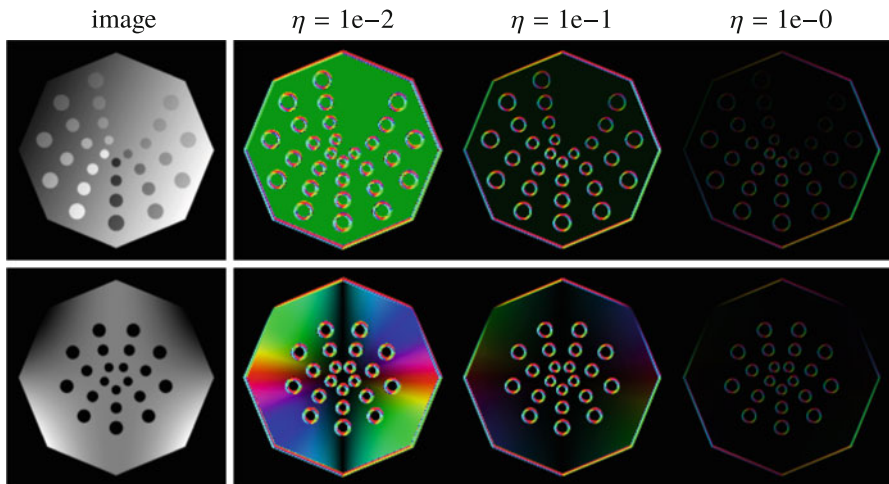 image η = 1e−2 η = 1e−1 η = 1e−0